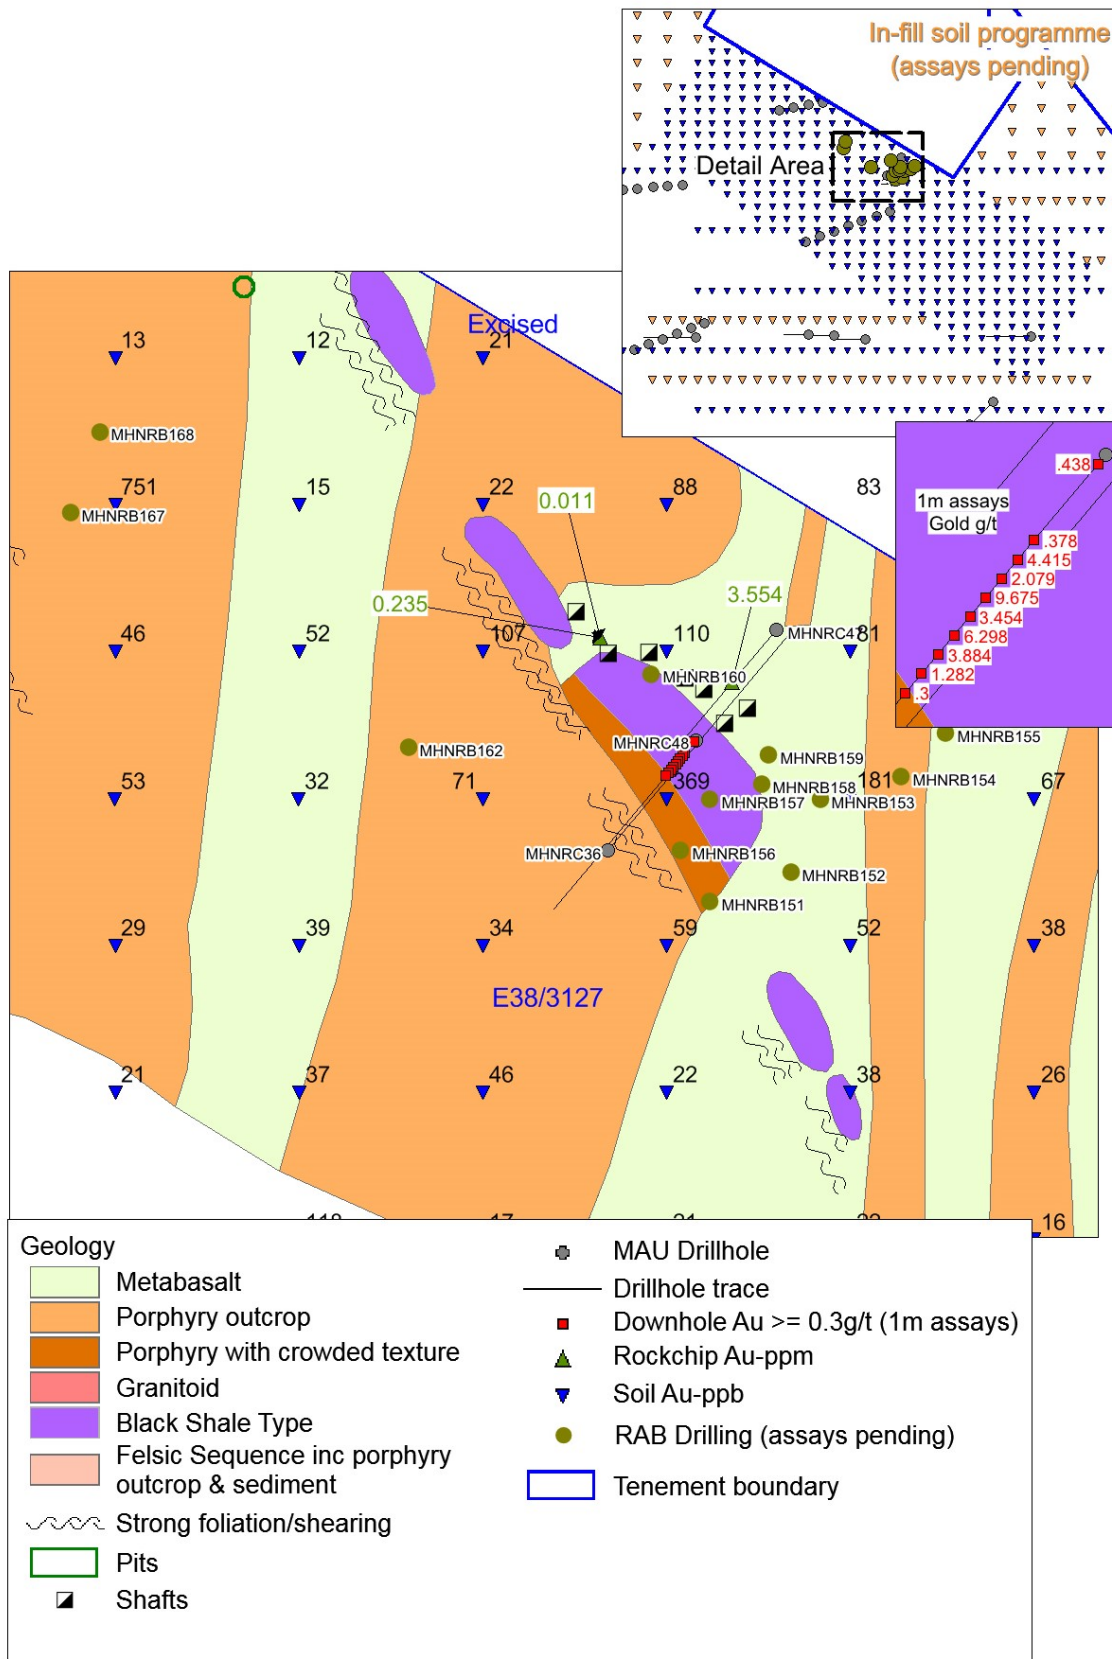 In-fill soil programme
(assays pending)
Detail Area
Excised
13
12
21
MHNRB168
751
15
22
88
83
0.011
MHNRB167
1m assays
Gold g/t
.438
.378
4.415
2.079
9.675
3.454
6.298
3.884
1.282
.3
0.235
3.554
46
52
107
110
MHNRC47
81
MHNRB160
MHNRC48
MHNRB155
MHNRB162
MHNRB159
MHNRB154
53
32
71
369
MHNRB158
181
67
MHNRB157
MHNRB153
MHNRC36
MHNRB156
MHNRB152
MHNRB151
29
39
34
59
52
38
E38/3127
21
37
46
22
38
26
16
Geology
Metabasalt
Porphyry outcrop
Porphyry with crowded texture
Granitoid
Black Shale Type
Felsic Sequence inc porphyry
outcrop & sediment
Strong foliation/shearing
Pits
Shafts
MAU Drillhole
Drillhole trace
Downhole Au >= 0.3g/t (1m assays)
Rockchip Au-ppm
Soil Au-ppb
RAB Drilling (assays pending)
Tenement boundary